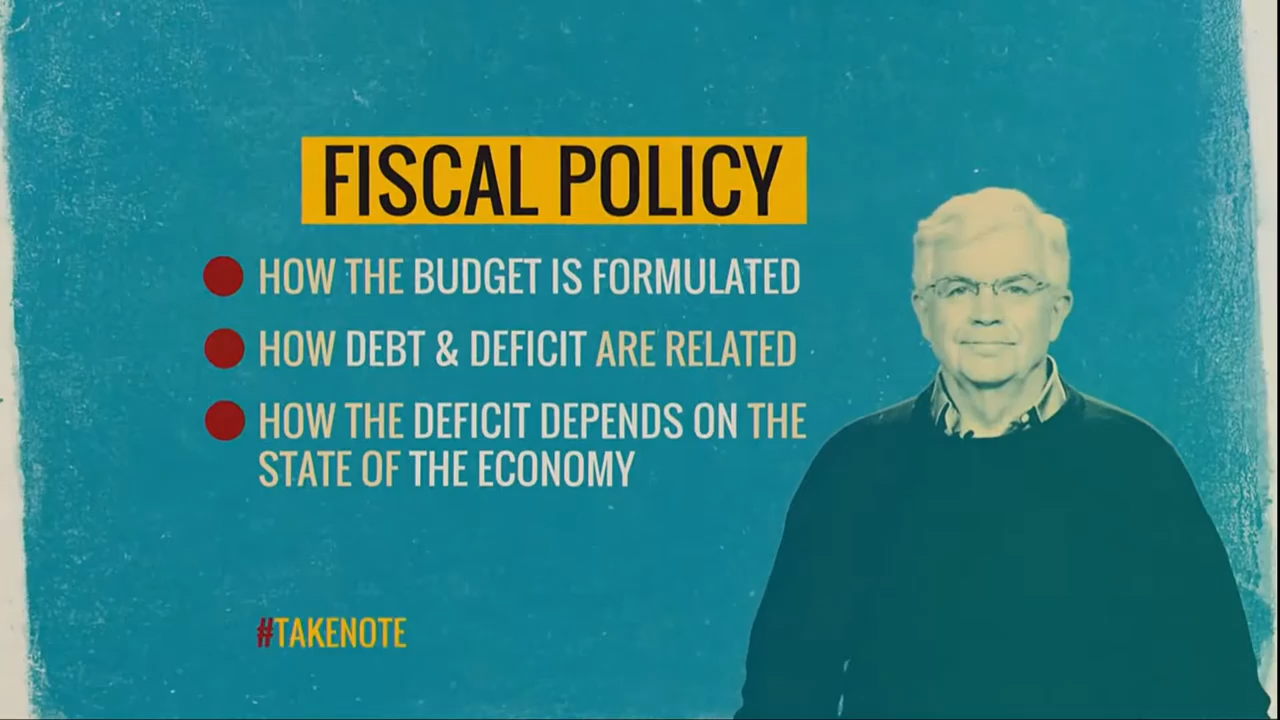 FISCAL POLICY
HOW THE BUDGET IS FORMULATED
HOW DEBT & DEFICIT ARE RELATED
HOW THE DEFICIT DEPENDS ON THE
STATE OF THE ECONOMY
#TAKENOTE